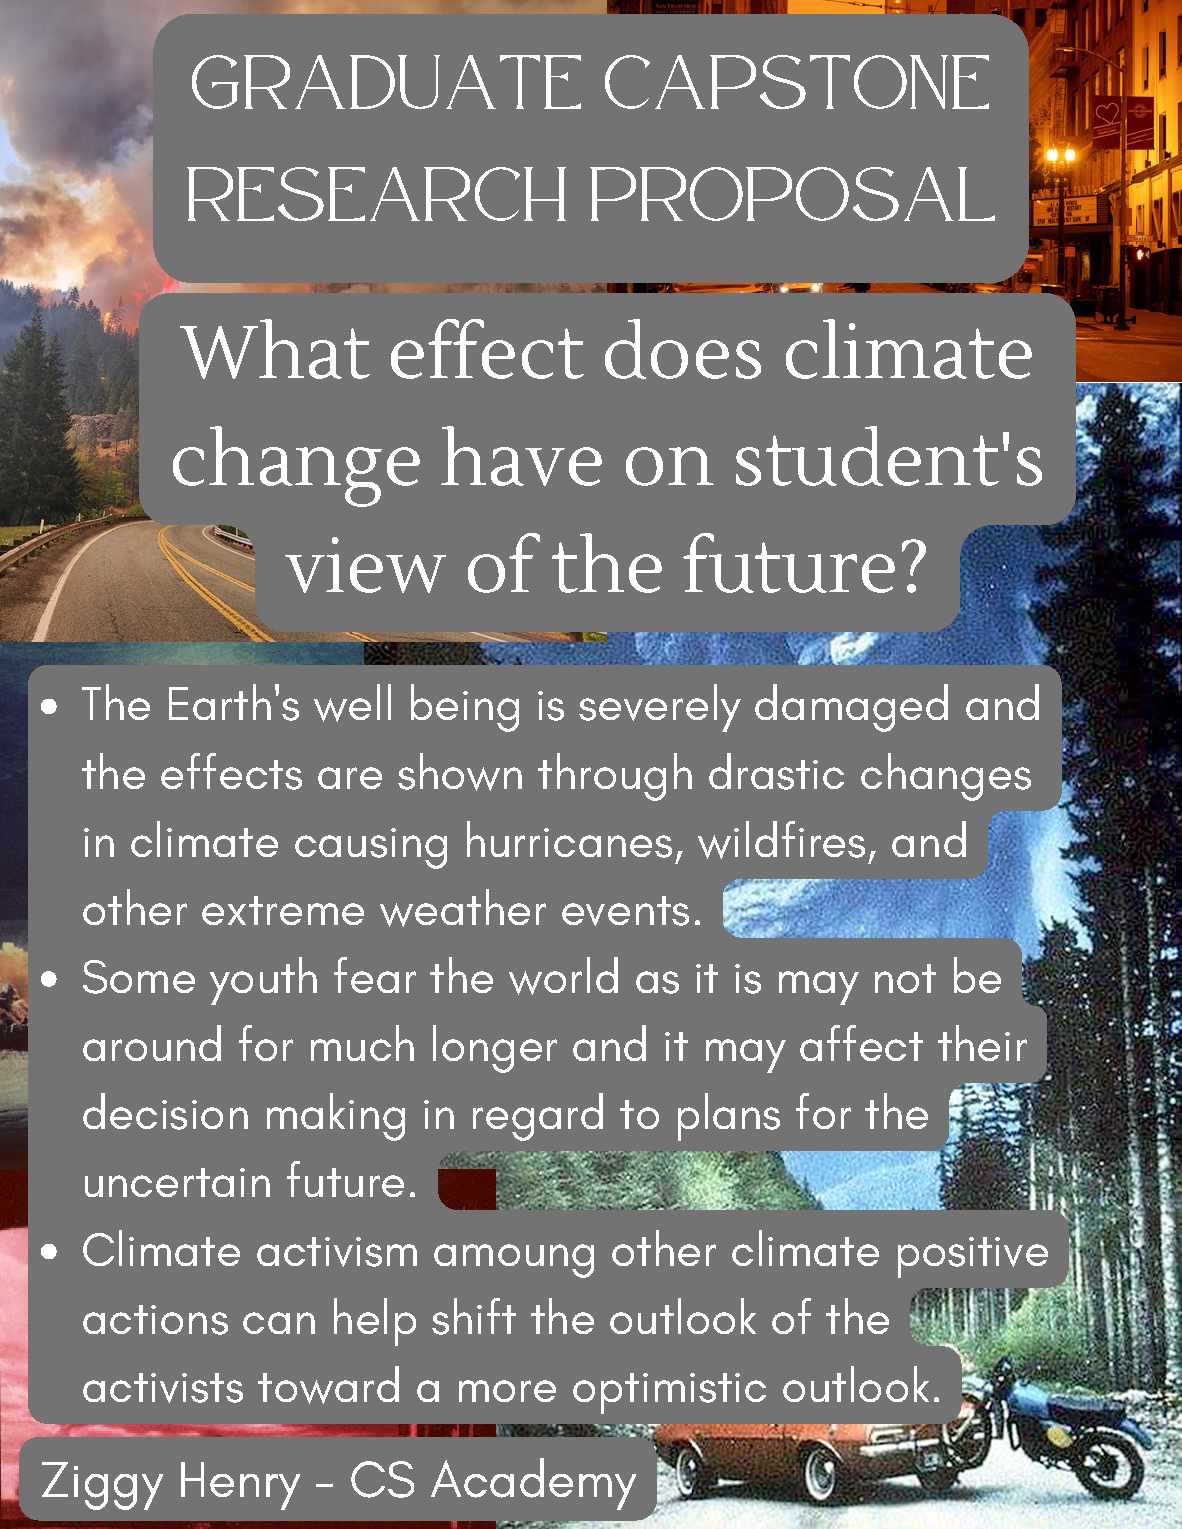 SAN FRANCISCO
GRADUATE CAPSTONE
RESEARCH PROPOSAL
What effect does climate
change have on student's
view of the future?
• The Earth's well being is severely damaged and
the effects are shown through drastic changes
in climate causing hurricanes, wildfires, and
other extreme weather events.
• Some youth fear the world as it is may not be
around for much longer and it may affect their
decision making in regard to plans for the
uncertain future.
• Climate activism amoung other climate positive
actions can help shift the outlook of the
activists toward a more optimistic outlook.
Ziggy Henry - CS Academy